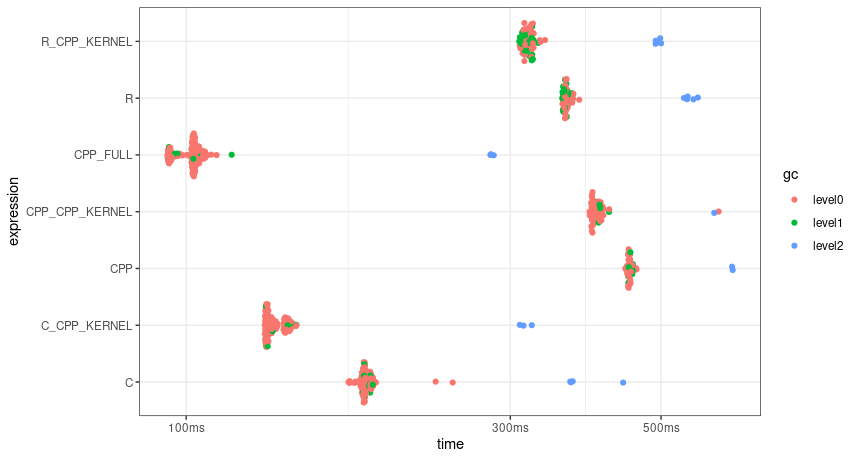 expression
R_CPP_KERNEL
R
CPP_FULL
CPP_CPP_KERNEL
CPP
C_CPP_KERNEL
C
100ms
300ms
500ms
time
gc
level0
level1
level2